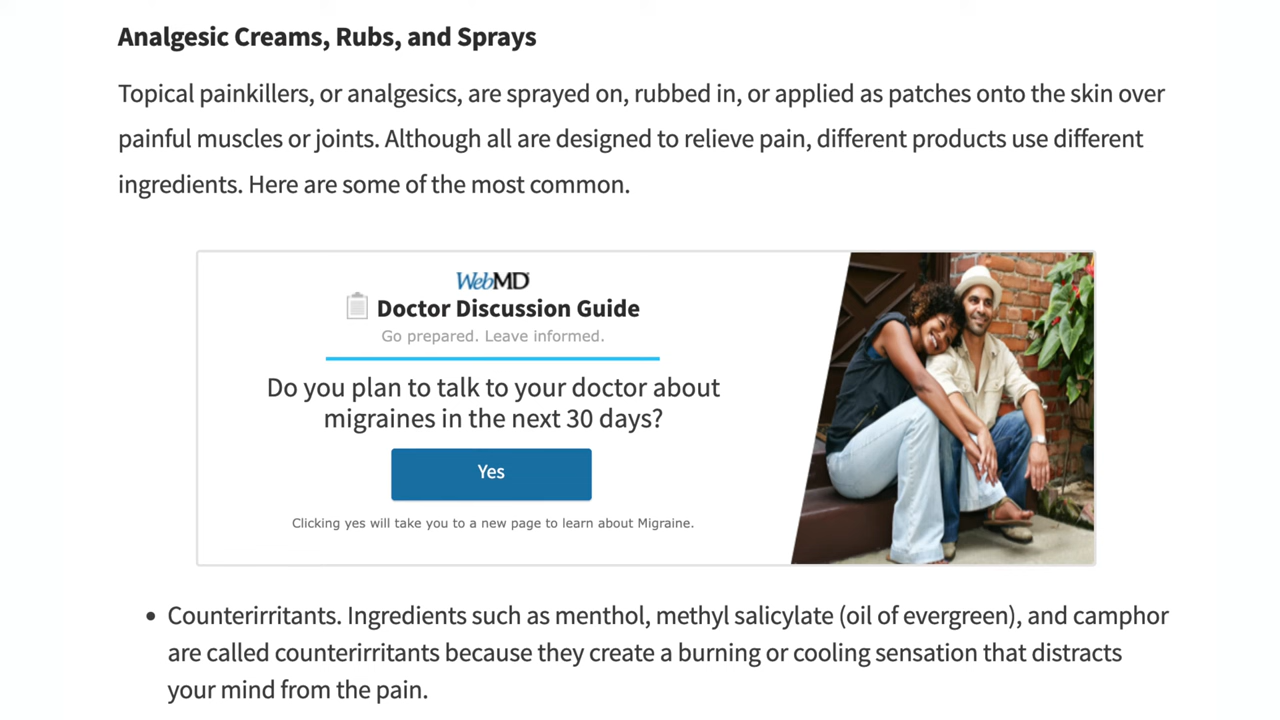 Analgesic Creams, Rubs, and Sprays
Topical painkillers, or analgesics, are sprayed on, rubbed in, or applied as patches onto the skin over
painful muscles or joints. Although all are designed to relieve pain, different products use different
ingredients. Here are some of the most common.
WebMD
Doctor Discussion Guide
Go prepared. Leave informed.
Do you plan to talk to your doctor about
migraines in the next 30 days?
Yes
Clicking yes will take you to a new page to learn about Migraine.
• Counterirritants. Ingredients such as menthol, methyl salicylate (oil of evergreen), and camphor
are called counterirritants because they create a burning or cooling sensation that distracts
your mind from the pain.